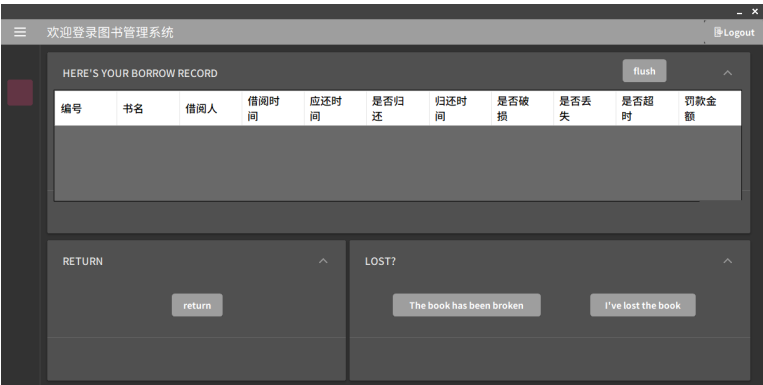 欢迎登录图书管理系统
Logout
HERE'S YOUR BORROW RECORD
flush
编号 书名 借阅人 借阅时间 应还时间 是否归还 归还时间 是否破损 是否丢失 是否超时 罚款金额
RETURN
LOST?
return
The book has been broken
I've lost the book